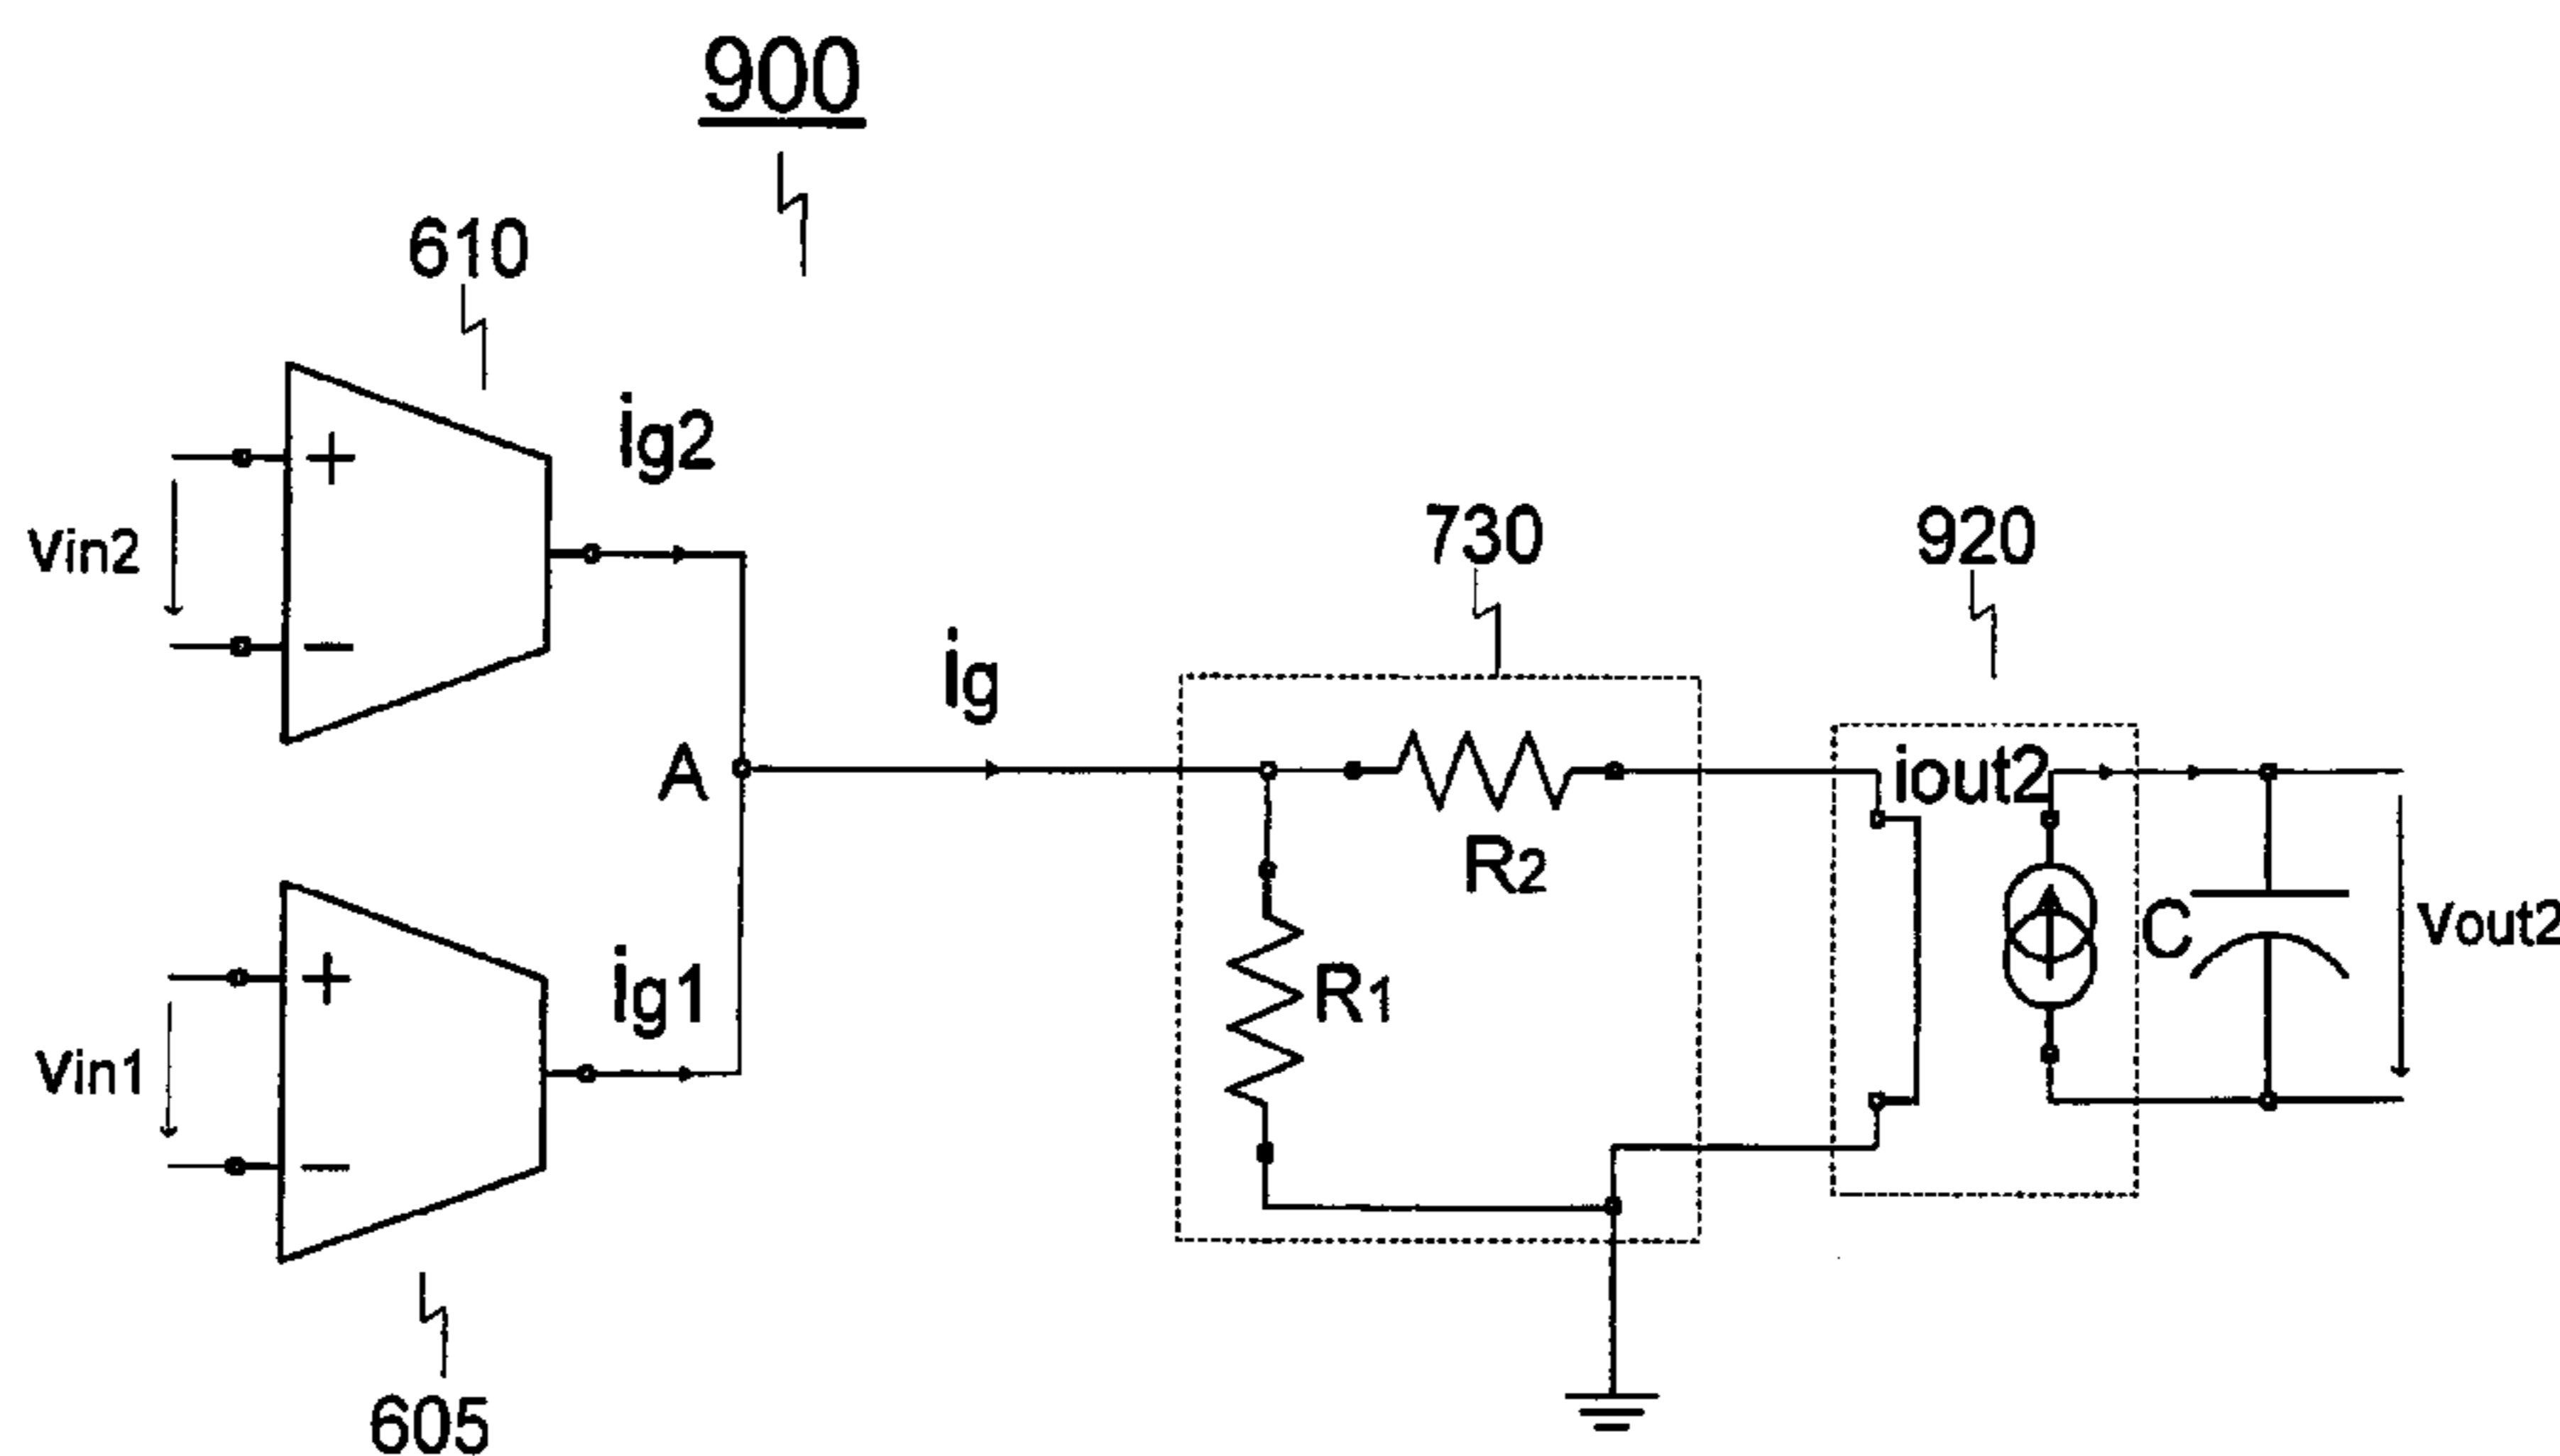 900
610
ig2
+
vin2
−
730
920
ig
A
iout2
R2
C
vout2
+
ig1
R1
vin1
−
605